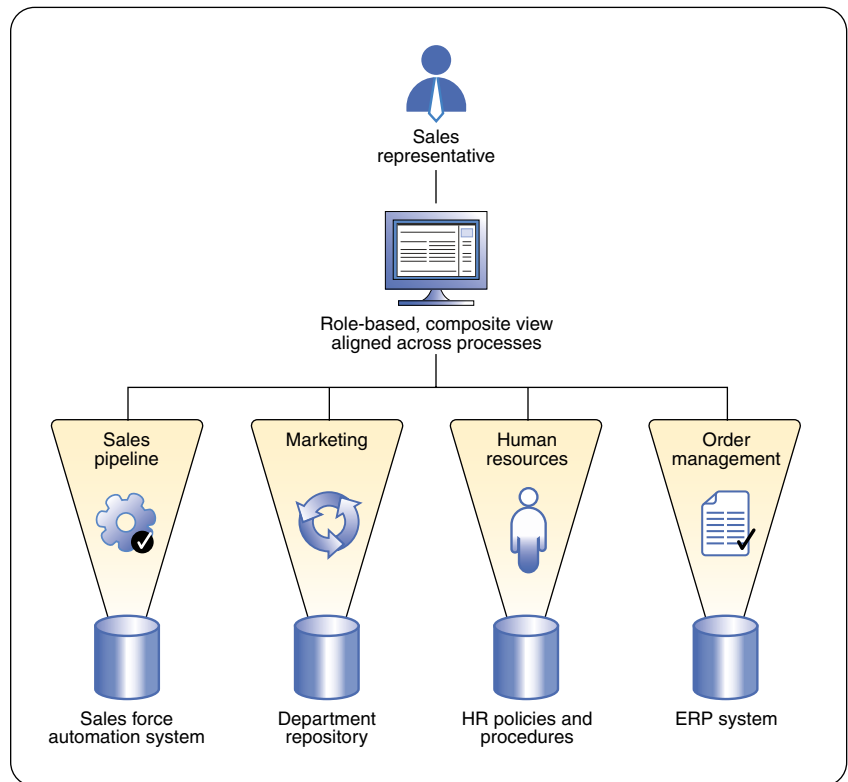 Sales
representative
Role-based, composite view
aligned across processes
Sales
pipeline
Marketing
Human
resources
Order
management
Sales force
automation system
Department
repository
HR policies and
procedures
ERP system